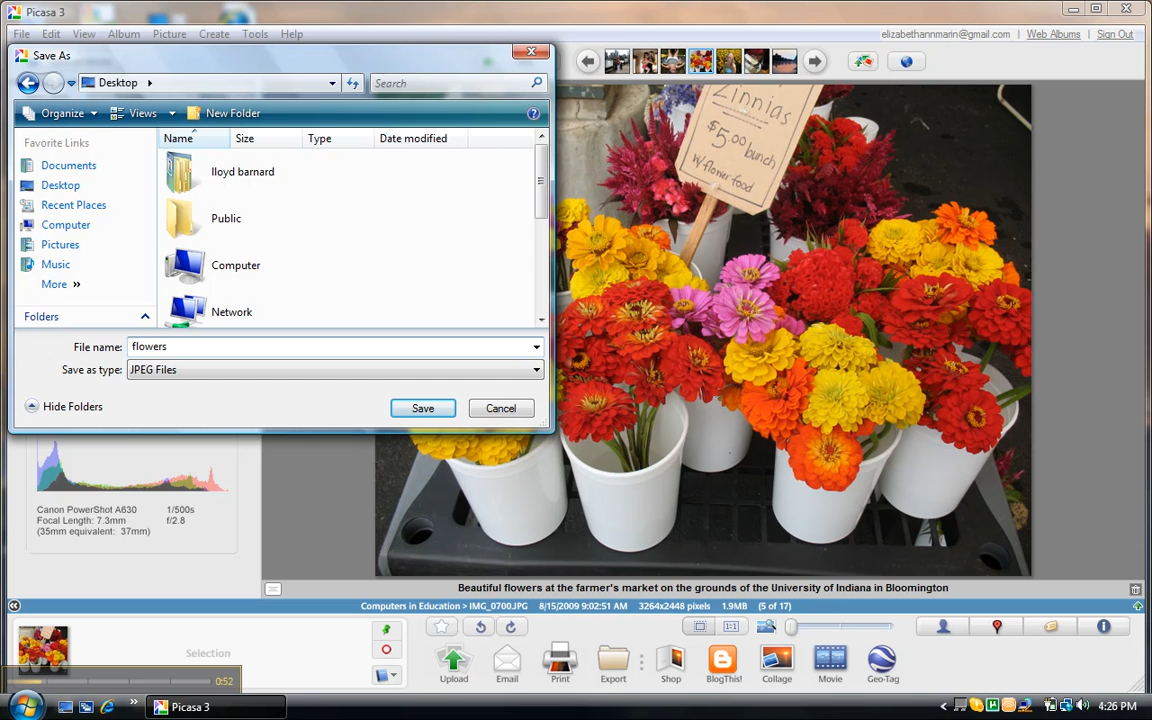 Picasa 3
File Edit View Album Picture Create Tools Help
elizabethannmarin@gmail.com | Web Albums | Sign Out
Save As
Desktop
Search
Organize Views New Folder
Favorite Links
Documents
Desktop
Recent Places
Computer
Pictures
Music
More »
Folders
Name Size Type Date modified
lloyd barnard
Public
Computer
Network
File name: flowers
Save as type: JPEG Files
Hide Folders
Save Cancel
Zinnias
$5.00 bunch
w/flower food
Canon PowerShot A630 1/500s
Focal Length: 7.3mm f/2.8
(35mm equivalent: 37mm)
Beautiful flowers at the farmer's market on the grounds of the University of Indiana in Bloomington
Computers in Education > IMG_0700.JPG 8/15/2009 9:02:51 AM 3264x2448 pixels 1.9MB (5 of 17)
Selection
1:1
Upload Email Print Export Shop BlogThis! Collage Movie Geo-Tag
0:52
Picasa 3
4:26 PM